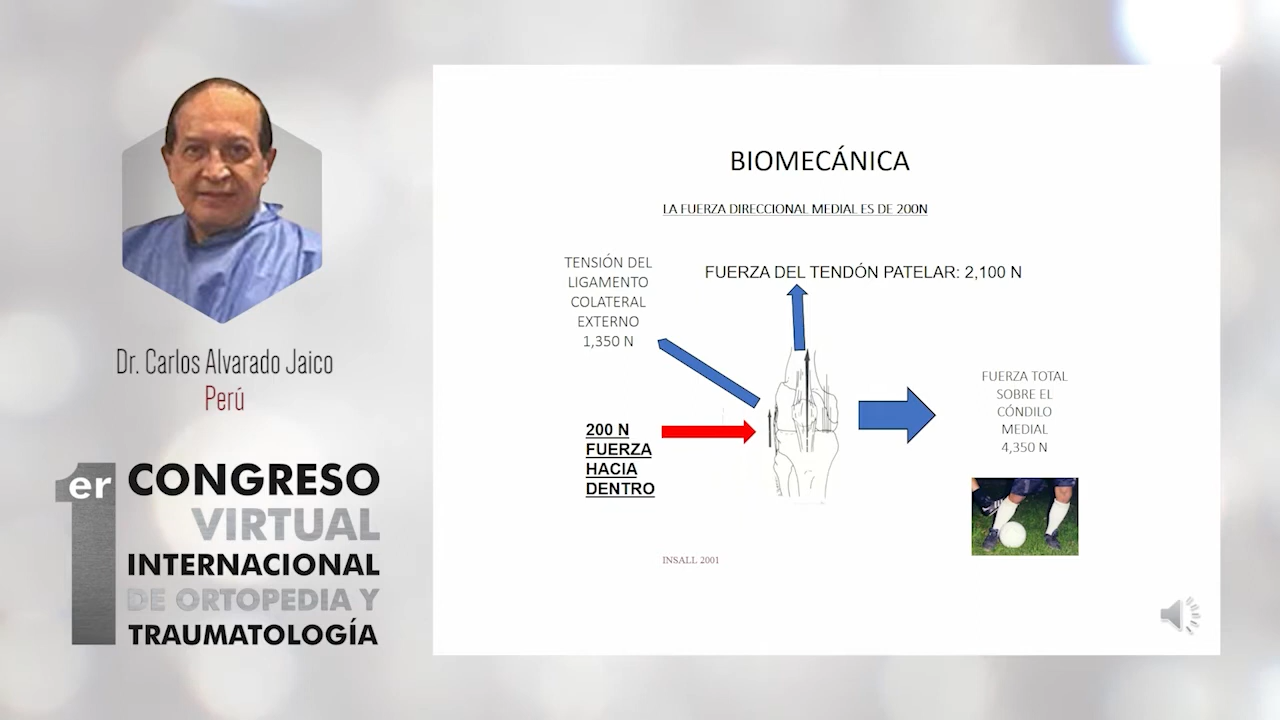 Dr. Carlos Alvarado Jaico
Perú
1er CONGRESO
VIRTUAL
INTERNACIONAL
DE ORTOPEDIA Y
TRAUMATOLOGÍA
BIOMECÁNICA
LA FUERZA DIRECCIONAL MEDIAL ES DE 200N
TENSIÓN DEL
LIGAMENTO
COLATERAL
EXTERNO
1,350 N
FUERZA DEL TENDÓN PATELAR: 2,100 N
200 N
FUERZA
HACIA
DENTRO
FUERZA TOTAL
SOBRE EL
CÓNDILO
MEDIAL
4,350 N
INSALL 2001